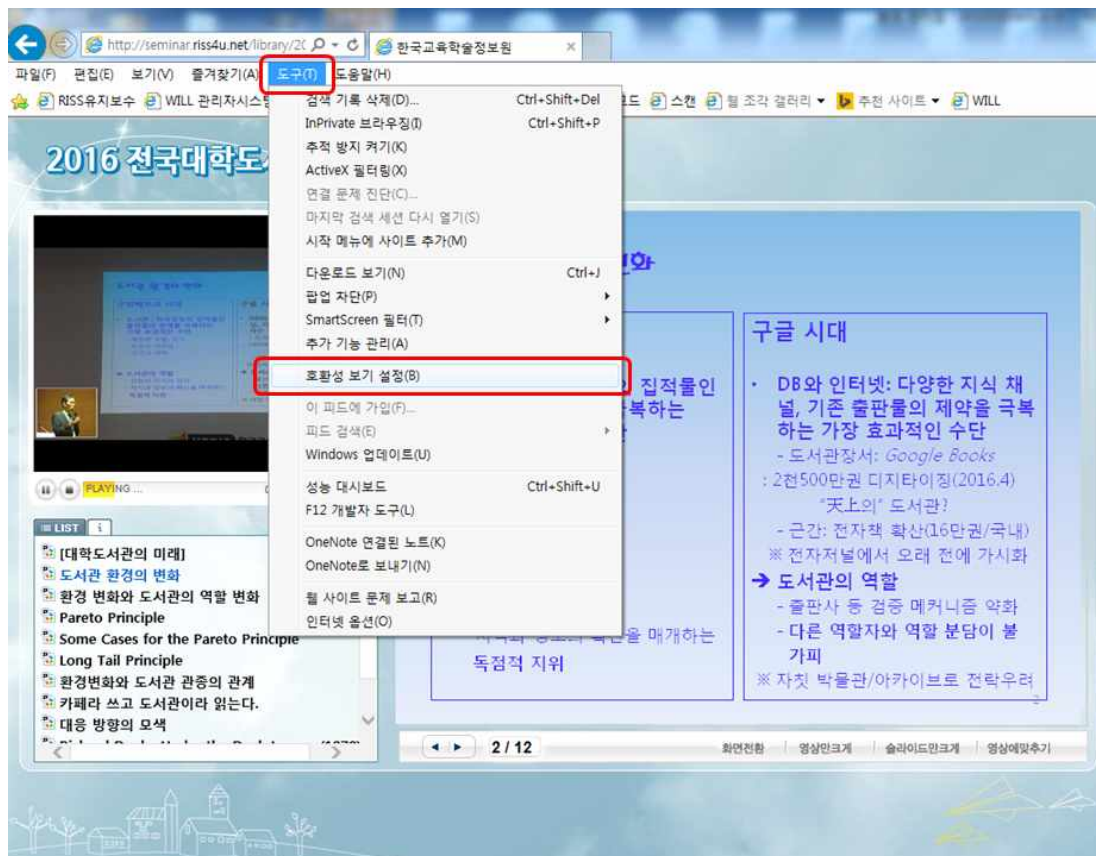 http://seminar.riss4u.net/library/2( 한국교육학술정보원
파일(F) 편집(E) 보기(V) 즐겨찾기(A) 도구(T) 도움말(H)
RISS유지보수 WILL 관리자시스템 스캔 웹 조각 갤러리 추천 사이트 WILL
검색 기록 삭제(D)... Ctrl+Shift+Del
InPrivate 브라우징(I) Ctrl+Shift+P
추적 방지 켜기(K)
ActiveX 필터링(X)
연결 문제 진단(C)...
마지막 검색 세션 다시 열기(S)
시작 메뉴에 사이트 추가(M)
다운로드 보기(N) Ctrl+J
팝업 차단(P)
SmartScreen 필터(T)
추가 기능 관리(A)
호환성 보기 설정(B)
이 피드에 가입(F)...
피드 검색(E)
Windows 업데이트(U)
성능 대시보드 Ctrl+Shift+U
F12 개발자 도구(L)
OneNote 연결된 노트(K)
OneNote로 보내기(N)
웹 사이트 문제 보고(R)
인터넷 옵션(O)
2016 전국대학도
PLAYING ...
LIST i
[대학도서관의 미래]
도서관 환경의 변화
환경 변화와 도서관의 역할 변화
Pareto Principle
Some Cases for the Pareto Principle
Long Tail Principle
환경변화와 도서관 관종의 관계
카페라 쓰고 도서관이라 읽는다.
대응 방향의 모색
집적물인
복하는
매개하는
독점적 지위
구글 시대
• DB와 인터넷: 다양한 지식 채
널, 기존 출판물의 제약을 극복
하는 가장 효과적인 수단
- 도서관장서: Google Books
: 2천500만권 디지타이징(2016.4)
"天上의" 도서관?
- 근간: 전자책 확산(16만권/국내)
※ 전자저널에서 오래 전에 가시화
➔ 도서관의 역할
- 출판사 등 검증 메커니즘 약화
- 다른 역할자와 역할 분담이 불
가피
※ 자칫 박물관/아카이브로 전락우려
2
2 / 12 화면전환 영상만크게 슬라이드만크게 영상에맞추기